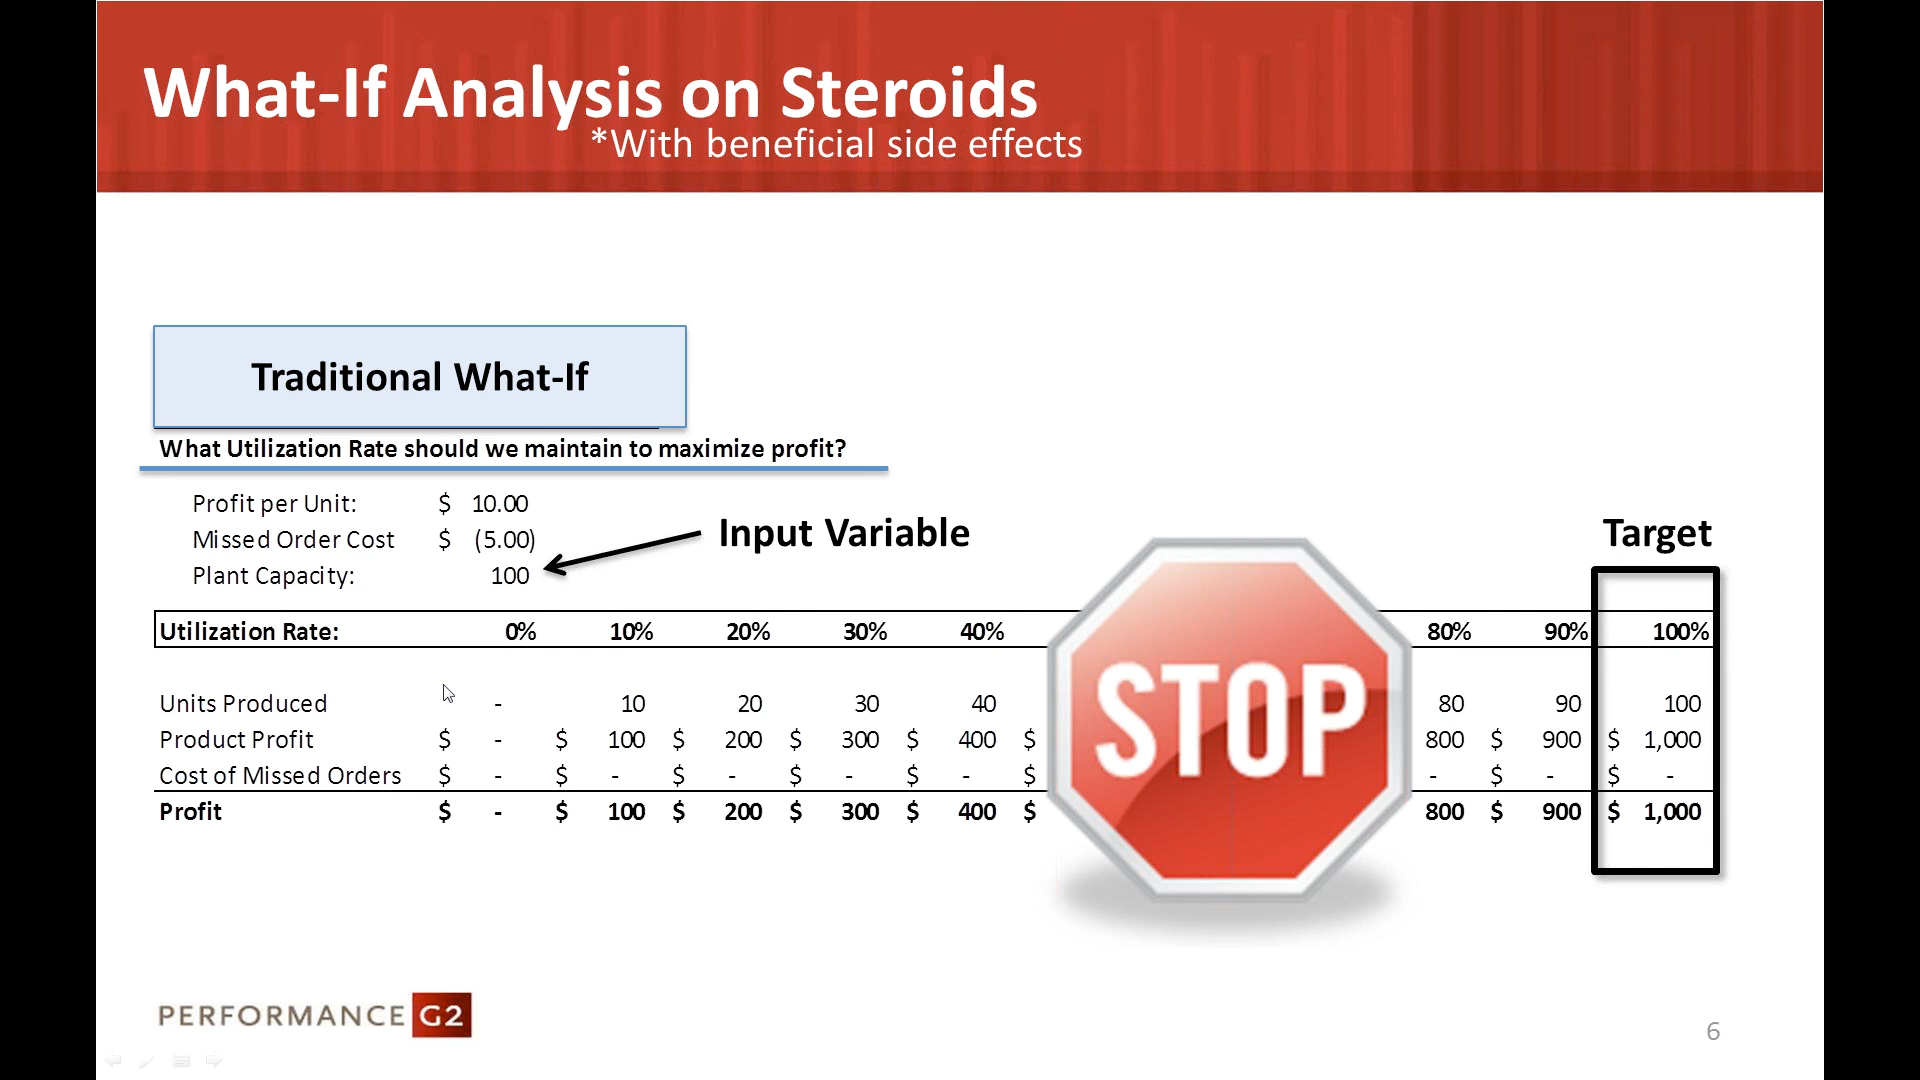 What-If Analysis on Steroids
*With beneficial side effects
Traditional What-If
What Utilization Rate should we maintain to maximize profit?
Profit per Unit: $ 10.00
Missed Order Cost $ (5.00)
Plant Capacity: 100
Input Variable
Target
Utilization Rate: 0% 10% 20% 30% 40% 80% 90% 100%
Units Produced - 10 20 30 40 80 90 100
Product Profit $ - $ 100 $ 200 $ 300 $ 400 $ 800 $ 900 $ 1,000
Cost of Missed Orders $ - $ - $ - $ - $ - $ - $ - $ -
Profit $ - $ 100 $ 200 $ 300 $ 400 $ 800 $ 900 $ 1,000
STOP
PERFORMANCE G2
6